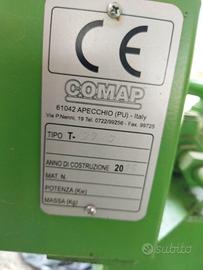 CE
COMAP
61042 APECCHIO (PU) - Italy
Via P.Nenni, 19 Tel. 0722/99256 - Fax. 99725
TIPO T-
ANNO DI COSTRUZIONE 20
MAT. N.
POTENZA (Kw)
MASSA (Kg)
subito